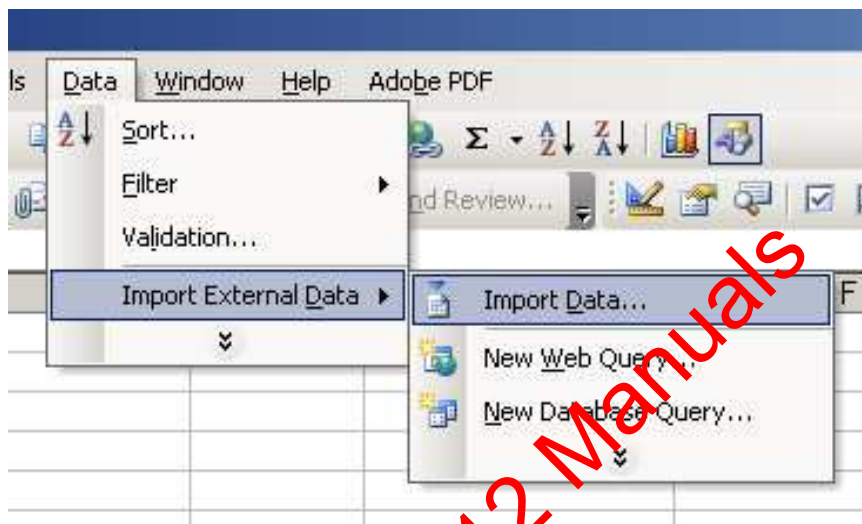 ls Data Window Help Adobe PDF
Sort...
Filter
nd Review...
Validation...
Import External Data
Import Data...
F
New Web Query...
New Database Query...
12 Manuals